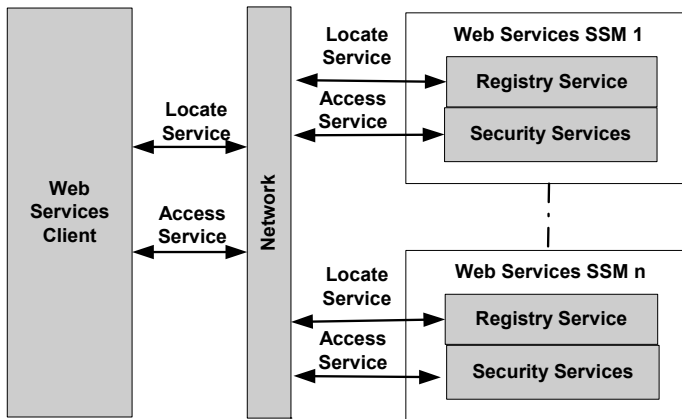 Web
Services
Client
Locate
Service
Access
Service
Network
Locate
Service
Access
Service
Web Services SSM 1
Registry Service
Security Services
Locate
Service
Access
Service
Web Services SSM n
Registry Service
Security Services